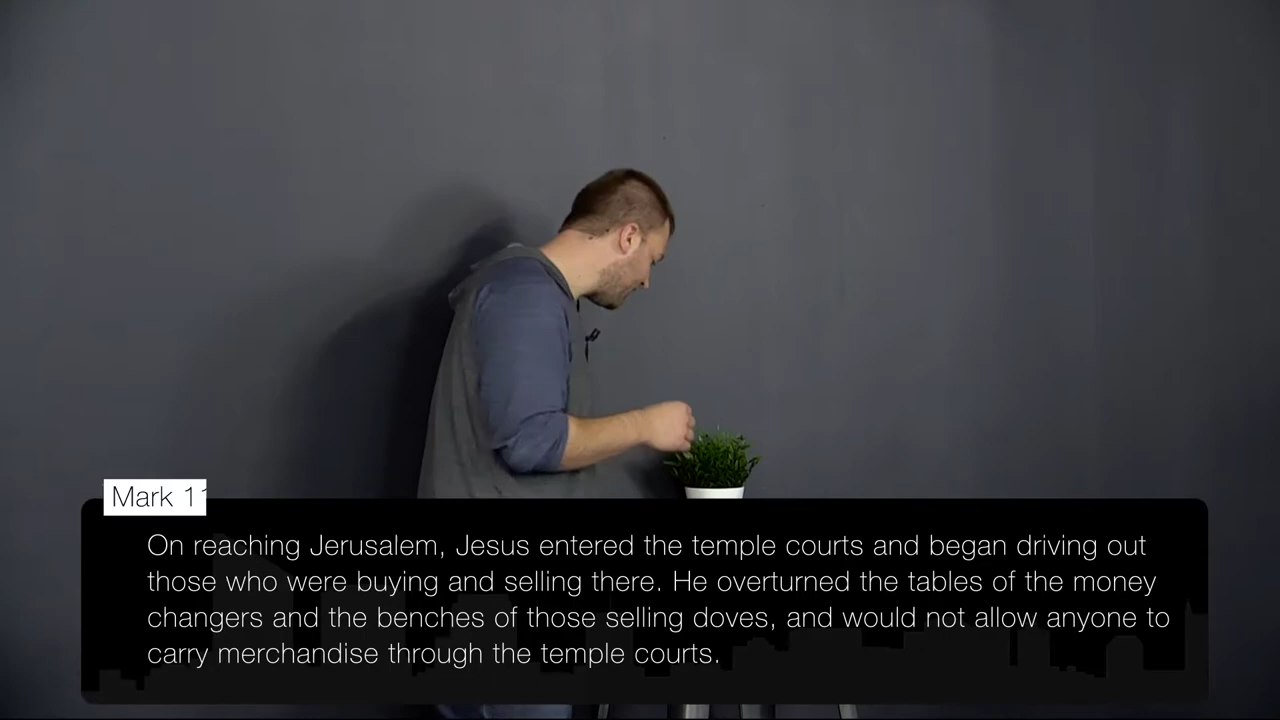 Mark 11
On reaching Jerusalem, Jesus entered the temple courts and began driving out
those who were buying and selling there. He overturned the tables of the money
changers and the benches of those selling doves, and would not allow anyone to
carry merchandise through the temple courts.